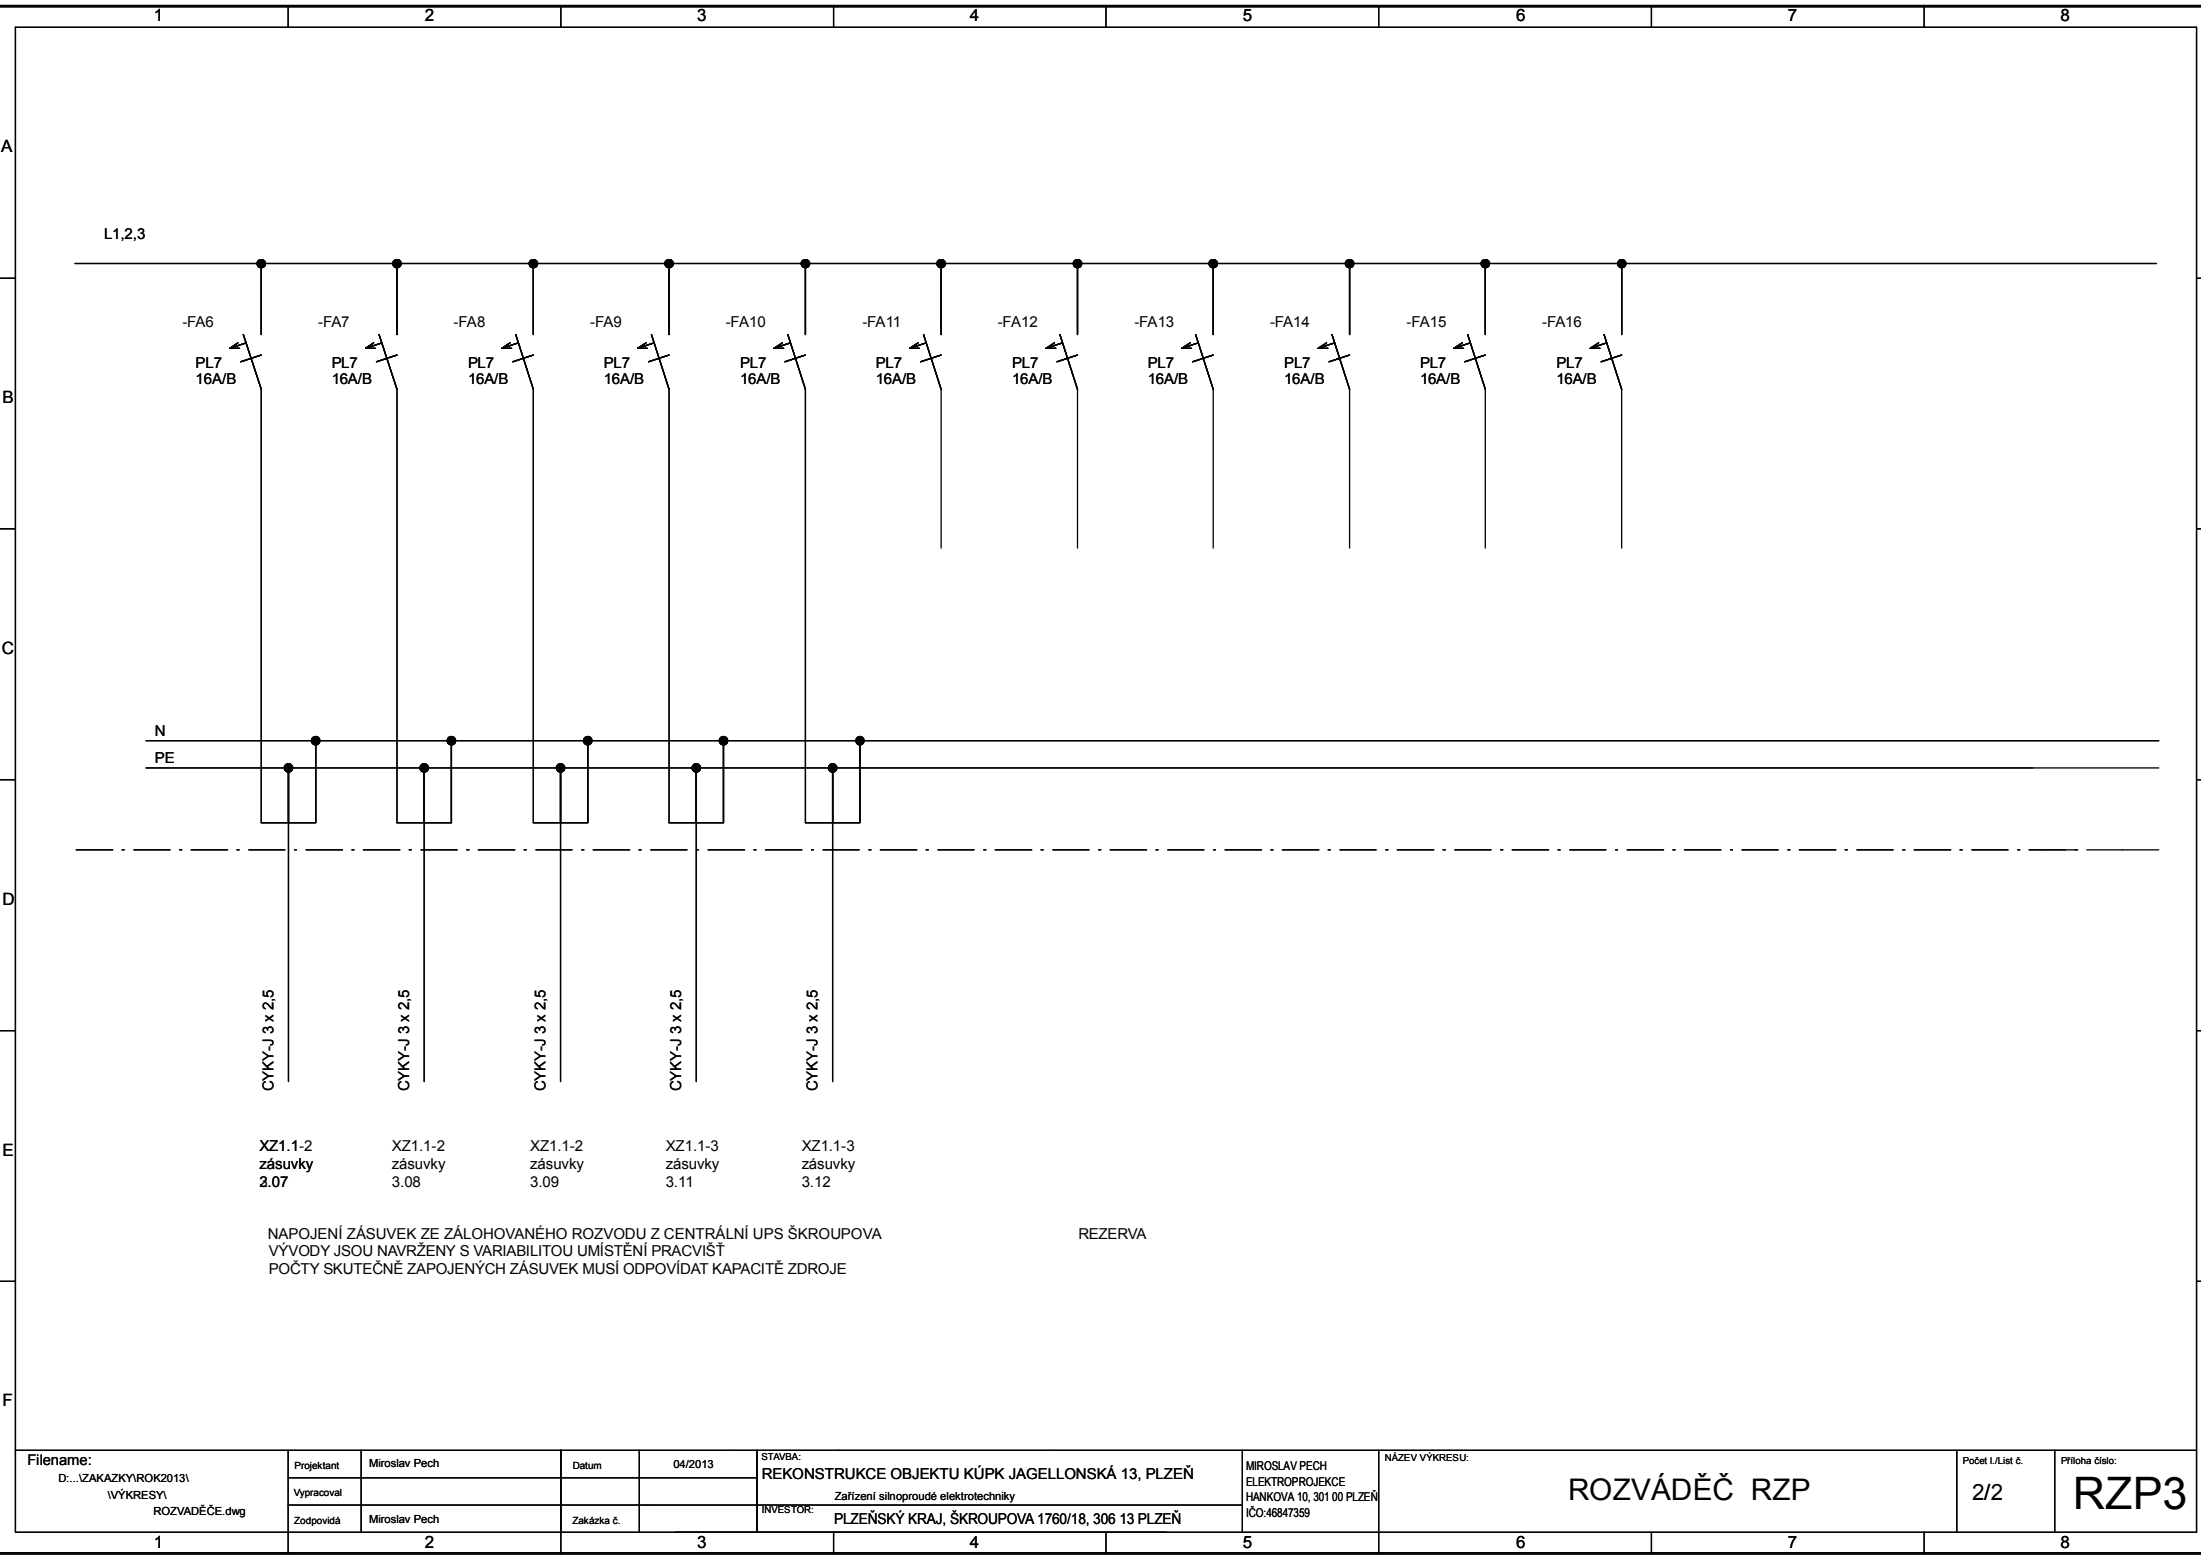 1 2 3 4 5 6 7 8
A
L1,2,3
-FA6 -FA7 -FA8 -FA9 -FA10 -FA11 -FA12 -FA13 -FA14 -FA15 -FA16
PL7 PL7 PL7 PL7 PL7 PL7 PL7 PL7 PL7 PL7 PL7
16A/B 16A/B 16A/B 16A/B 16A/B 16A/B 16A/B 16A/B 16A/B 16A/B 16A/B
B
C
N
PE
D
CYKY-J 3 x 2,5 CYKY-J 3 x 2,5 CYKY-J 3 x 2,5 CYKY-J 3 x 2,5 CYKY-J 3 x 2,5
E
XZ1.1-2 XZ1.1-2 XZ1.1-2 XZ1.1-3 XZ1.1-3
zásuvky zásuvky zásuvky zásuvky zásuvky
3.08 3.09 3.11 3.12
NAPOJENÍ ZÁSUVEK ZE ZÁLOHOVANÉHO ROZVODU Z CENTRÁLNÍ UPS ŠKROUPOVA
VÝVODY JSOU NAVRŽENY S VARIABILITOU UMÍSTĚNÍ PRACVIŠŤ
POČTY SKUTEČNĚ ZAPOJENÝCH ZÁSUVEK MUSÍ ODPOVÍDAT KAPACITĚ ZDROJE
REZERVA
F
Filename:
D:...\ZAKAZKY\ROK2013\
\VÝKRESY\
ROZVADĚČE.dwg
Projektant Miroslav Pech Datum 04/2013
Vypracoval
Zodpovídá Miroslav Pech Zakázka č.
STAVBA:
REKONSTRUKCE OBJEKTU KÚPK JAGELLONSKÁ 13, PLZEŇ
Zařízení silnoproudé elektrotechniky
INVESTOR:
PLZEŇSKÝ KRAJ, ŠKROUPOVA 1760/18, 306 13 PLZEŇ
MIROSLAV PECH
ELEKTROPROJEKCE
HANKOVA 10, 301 00 PLZEŇ
IČO:46847359
NÁZEV VÝKRESU:
ROZVÁDĚČ RZP
Počet l./List č.
2/2
Příloha číslo:
RZP3
1 2 3 4 5 6 7 8